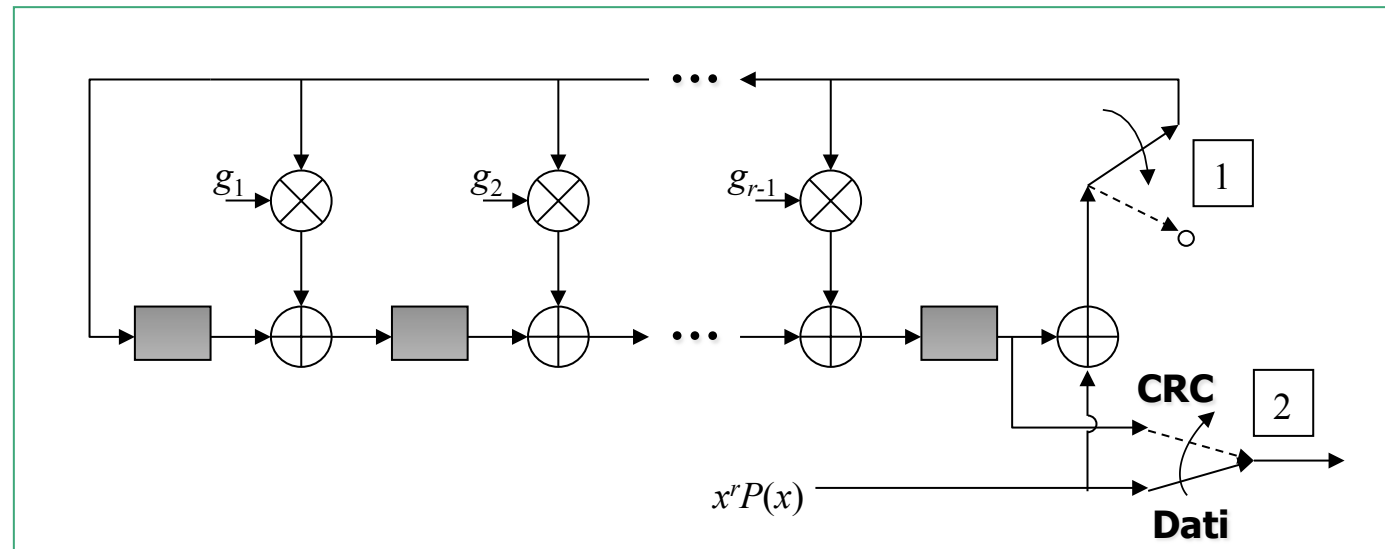 •••
1
g1
g2
gr-1
•••
CRC
2
x^rP(x)
Dati